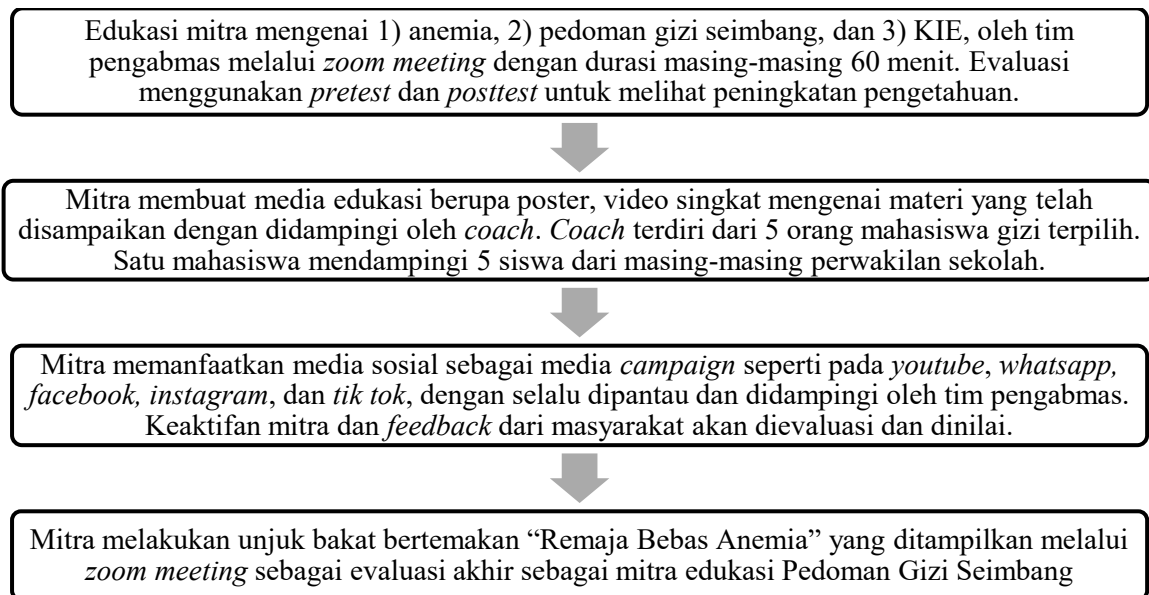 Edukasi mitra mengenai 1) anemia, 2) pedoman gizi seimbang, dan 3) KIE, oleh tim
pengabmas melalui zoom meeting dengan durasi masing-masing 60 menit. Evaluasi
menggunakan pretest dan posttest untuk melihat peningkatan pengetahuan.
Mitra membuat media edukasi berupa poster, video singkat mengenai materi yang telah
disampaikan dengan didampingi oleh coach. Coach terdiri dari 5 orang mahasiswa gizi terpilih.
Satu mahasiswa mendampingi 5 siswa dari masing-masing perwakilan sekolah.
Mitra memanfaatkan media sosial sebagai media campaign seperti pada youtube, whatsapp,
facebook, instagram, dan tik tok, dengan selalu dipantau dan didampingi oleh tim pengabmas.
Keaktifan mitra dan feedback dari masyarakat akan dievaluasi dan dinilai.
Mitra melakukan unjuk bakat bertemakan “Remaja Bebas Anemia” yang ditampilkan melalui
zoom meeting sebagai evaluasi akhir sebagai mitra edukasi Pedoman Gizi Seimbang